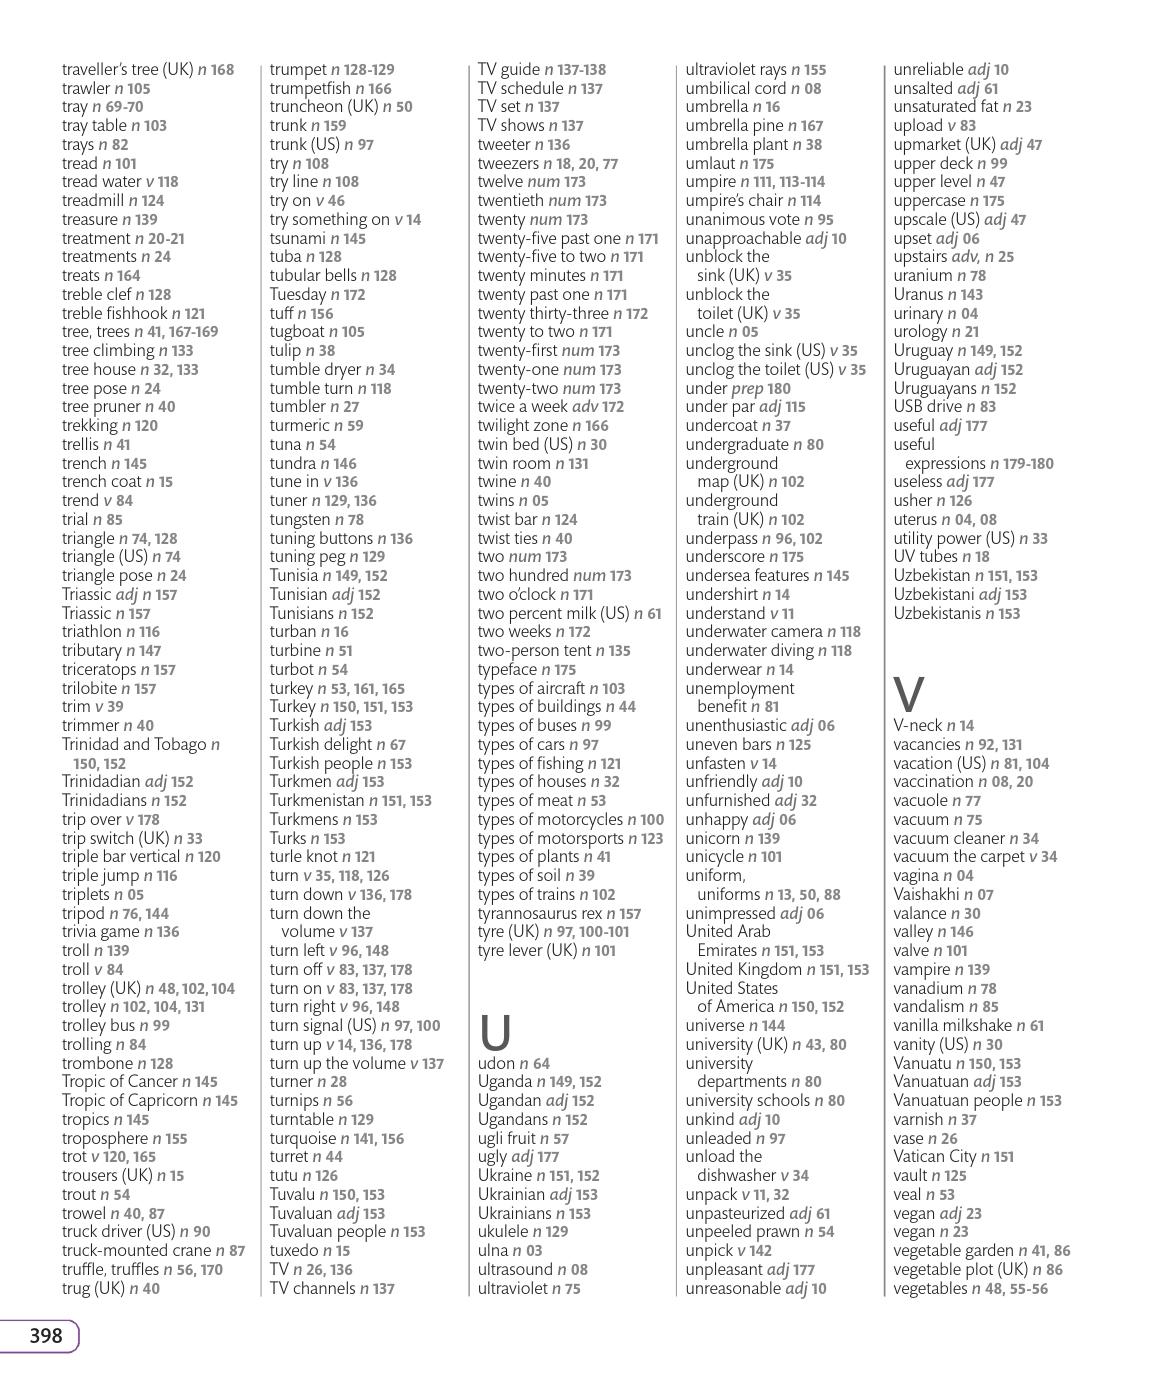 traveller's tree (UK) n 168
trawler n 105
tray n 69-70
tray table n 103
trays n 82
tread n 101
tread water v 118
treadmill n 124
treasure n 139
treatment n 20-21
treatments n 24
treats n 164
treble clef n 128
treble fishhook n 121
tree, trees n 41, 167-169
tree climbing n 133
tree house n 32, 133
tree pose n 24
tree pruner n 40
trekking n 120
trellis n 41
trench n 145
trench coat n 15
trend v 84
trial n 85
triangle n 74, 128
triangle (US) n 74
triangle pose n 24
Triassic adj n 157
Triassic n 157
triathlon n 116
tributary n 147
triceratops n 157
trilobite n 157
trim v 39
trimmer n 40
Trinidad and Tobago n
150, 152
Trinidadian adj 152
Trinidadians n 152
trip over v 178
trip switch (UK) n 33
triple bar vertical n 120
triple jump n 116
triplets n 05
tripod n 76, 144
trivia game n 136
troll n 139
troll v 84
trolley (UK) n 48, 102, 104
trolley n 102, 104, 131
trolley bus n 99
trolling n 84
trombone n 128
Tropic of Cancer n 145
Tropic of Capricorn n 145
tropics n 145
troposphere n 155
trot v 120, 165
trousers (UK) n 15
trout n 54
trowel n 40, 87
truck driver (US) n 90
truck-mounted crane n 87
truffle, truffles n 56, 170
trug (UK) n 40
trumpet n 128-129
trumpetfish n 166
truncheon (UK) n 50
trunk n 159
trunk (US) n 97
try n 108
try line n 108
try on v 46
try something on v 14
tsunami n 145
tuba n 128
tubular bells n 128
Tuesday n 172
tuff n 156
tugboat n 105
tulip n 38
tumble dryer n 34
tumble turn n 118
tumbler n 27
turmeric n 59
tuna n 54
tundra n 146
tune in v 136
tuner n 129, 136
tungsten n 78
tuning buttons n 136
tuning peg n 129
Tunisia n 149, 152
Tunisian adj 152
Tunisians n 152
turban n 16
turbine n 51
turbot n 54
turkey n 53, 161, 165
Turkey n 150, 151, 153
Turkish adj 153
Turkish delight n 67
Turkish people n 153
Turkmen adj 153
Turkmenistan n 151, 153
Turkmens n 153
Turks n 153
turle knot n 121
turn v 35, 118, 126
turn down v 136, 178
turn down the
volume v 137
turn left v 96, 148
turn off v 83, 137, 178
turn on v 83, 137, 178
turn right v 96, 148
turn signal (US) n 97, 100
turn up v 14, 136, 178
turn up the volume v 137
turner n 28
turnips n 56
turntable n 129
turquoise n 141, 156
turret n 44
tutu n 126
Tuvalu n 150, 153
Tuvaluan adj 153
Tuvaluan people n 153
tuxedo n 15
TV n 26, 136
TV channels n 137
TV guide n 137-138
TV schedule n 137
TV set n 137
TV shows n 137
tweeter n 136
tweezers n 18, 20, 77
twelve num 173
twentieth num 173
twenty num 173
twenty-five past one n 171
twenty-five to two n 171
twenty minutes n 171
twenty past one n 171
twenty thirty-three n 172
twenty to two n 171
twenty-first num 173
twenty-one num 173
twenty-two num 173
twice a week adv 172
twilight zone n 166
twin bed (US) n 30
twin room n 131
twine n 40
twins n 05
twist bar n 124
twist ties n 40
two num 173
two hundred num 173
two o'clock n 171
two percent milk (US) n 61
two weeks n 172
two-person tent n 135
typeface n 175
types of aircraft n 103
types of buildings n 44
types of buses n 99
types of cars n 97
types of fishing n 121
types of houses n 32
types of meat n 53
types of motorcycles n 100
types of motorsports n 123
types of plants n 41
types of soil n 39
types of trains n 102
tyrannosaurus rex n 157
tyre (UK) n 97, 100-101
tyre lever (UK) n 101
U
udon n 64
Uganda n 149, 152
Ugandan adj 152
Ugandans n 152
ugli fruit n 57
ugly adj 177
Ukraine n 151, 152
Ukrainian adj 153
Ukrainians n 153
ukulele n 129
ulna n 03
ultrasound n 08
ultraviolet n 75
ultraviolet rays n 155
umbilical cord n 08
umbrella n 16
umbrella pine n 167
umbrella plant n 38
umlaut n 175
umpire n 111, 113-114
umpire's chair n 114
unanimous vote n 95
unapproachable adj 10
unblock the
sink (UK) v 35
unblock the
toilet (UK) v 35
uncle n 05
unclog the sink (US) v 35
unclog the toilet (US) v 35
under prep 180
under par adj 115
undercoat n 37
undergraduate n 80
underground
map (UK) n 102
underground
train (UK) n 102
underpass n 96, 102
underscore n 175
undersea features n 145
undershirt n 14
understand v 11
underwater camera n 118
underwater diving n 118
underwear n 14
unemployment
benefit n 81
unenthusiastic adj 06
uneven bars n 125
unfasten v 14
unfriendly adj 10
unfurnished adj 32
unhappy adj 06
unicorn n 139
unicycle n 101
uniform,
uniforms n 13, 50, 88
unimpressed adj 06
United Arab
Emirates n 151, 153
United Kingdom n 151, 153
United States
of America n 150, 152
universe n 144
university (UK) n 43, 80
university
departments n 80
university schools n 80
unkind adj 10
unleaded n 97
unload the
dishwasher v 34
unpack v 11, 32
unpasteurized adj 61
unpeeled prawn n 54
unpick v 142
unpleasant adj 177
unreasonable adj 10
unreliable adj 10
unsalted adj 61
unsaturated fat n 23
upload v 83
upmarket (UK) adj 47
upper deck n 99
upper level n 47
uppercase n 175
upscale (US) adj 47
upset adj 06
upstairs adv, n 25
uranium n 78
Uranus n 143
urinary n 04
urology n 21
Uruguay n 149, 152
Uruguayan adj 152
Uruguayans n 152
USB drive n 83
useful adj 177
useful
expressions n 179-180
useless adj 177
usher n 126
uterus n 04, 08
utility power (US) n 33
UV tubes n 18
Uzbekistan n 151, 153
Uzbekistani adj 153
Uzbekistanis n 153
V
V-neck n 14
vacancies n 92, 131
vacation (US) n 81, 104
vaccination n 08, 20
vacuole n 77
vacuum n 75
vacuum cleaner n 34
vacuum the carpet v 34
vagina n 04
Vaishakhi n 07
valance n 30
valley n 146
valve n 101
vampire n 139
vanadium n 78
vandalism n 85
vanilla milkshake n 61
vanity (US) n 30
Vanuatu n 150, 153
Vanuatuan adj 153
Vanuatuan people n 153
varnish n 37
vase n 26
Vatican City n 151
vault n 125
veal n 53
vegan adj 23
vegan n 23
vegetable garden n 41, 86
vegetable plot (UK) n 86
vegetables n 48, 55-56
398